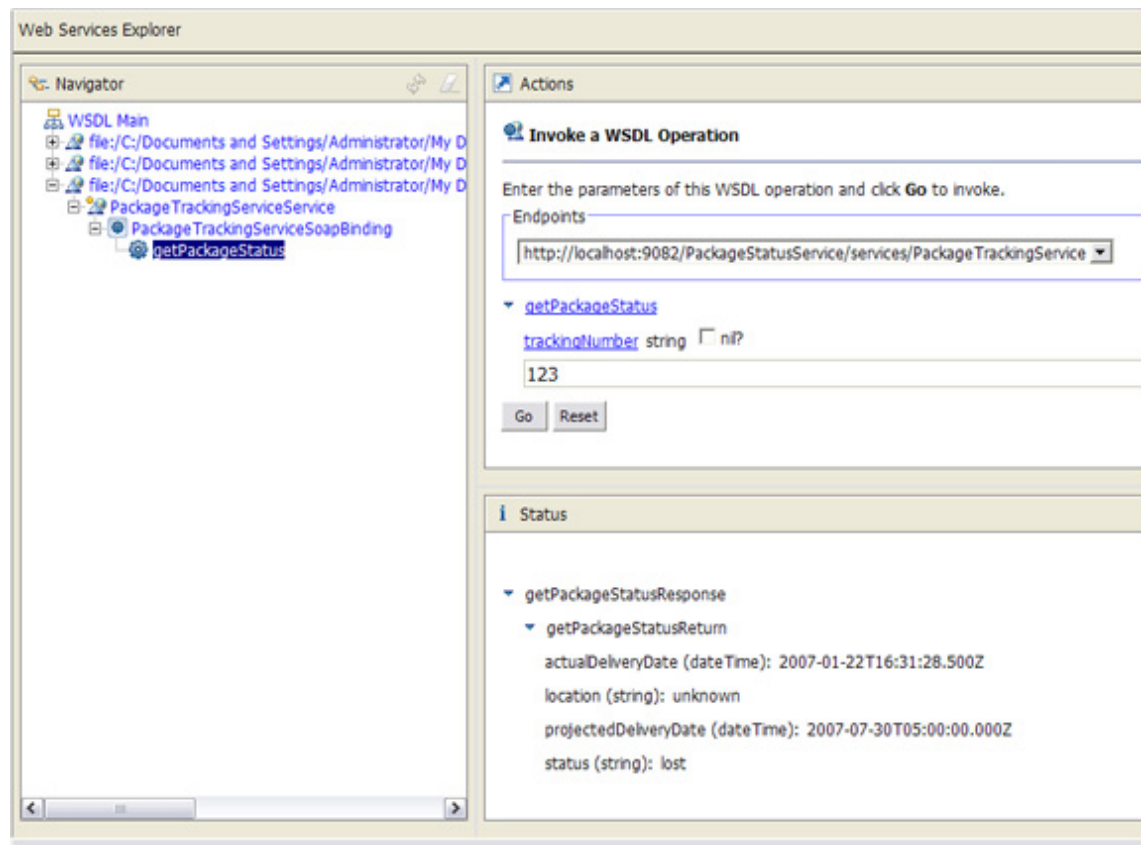 Web Services Explorer
Navigator
WSDL Main
file:/C:/Documents and Settings/Administrator/My D
file:/C:/Documents and Settings/Administrator/My D
file:/C:/Documents and Settings/Administrator/My D
PackageTrackingServiceService
PackageTrackingServiceSoapBinding
getPackageStatus
Actions
Invoke a WSDL Operation
Enter the parameters of this WSDL operation and click Go to invoke.
Endpoints
http://localhost:9082/PackageStatusService/services/PackageTrackingService
getPackageStatus
trackingNumber string nil?
123
Go Reset
i Status
getPackageStatusResponse
getPackageStatusReturn
actualDeliveryDate (dateTime): 2007-01-22T16:31:28.500Z
location (string): unknown
projectedDeliveryDate (dateTime): 2007-07-30T05:00:00.000Z
status (string): lost